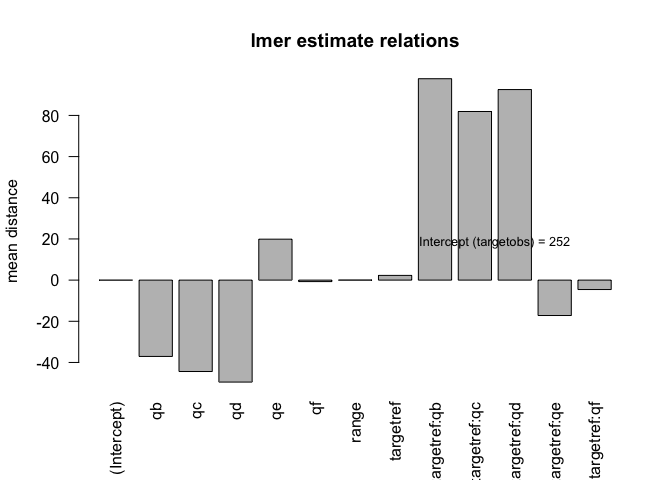 lmer estimate relations
mean distance
80
60
40
20
0
-20
-40
Intercept (targetobs) = 252
(Intercept)
qb
qc
qd
qe
qf
range
targetref
argetref:qb
targetref:qc
argetref:qd
argetref:qe
targetref:qf